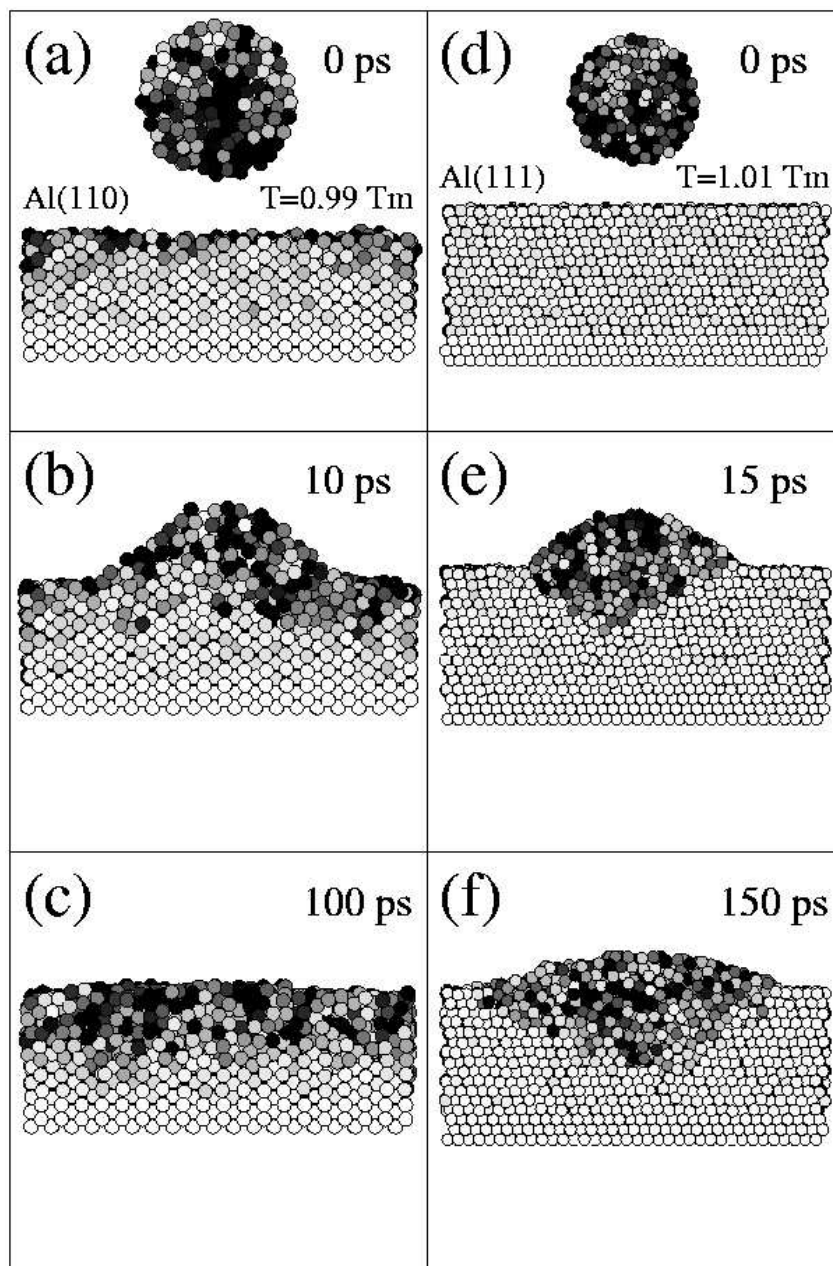 (a) 0 ps
Al(110) T=0.99 Tm
(b) 10 ps
(c) 100 ps
(d) 0 ps
Al(111) T=1.01 Tm
(e) 15 ps
(f) 150 ps